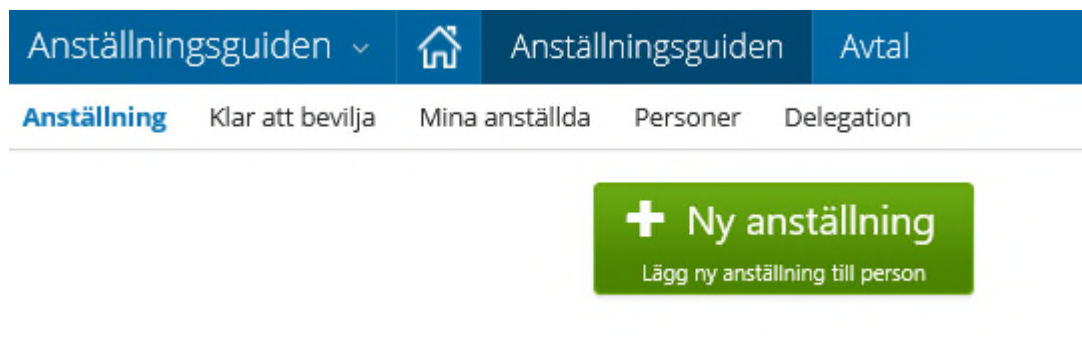 Anställningsguiden Anställningsguiden Avtal
Anställning Klar att bevilja Mina anställda Personer Delegation
Ny anställning
Lägg ny anställning till person